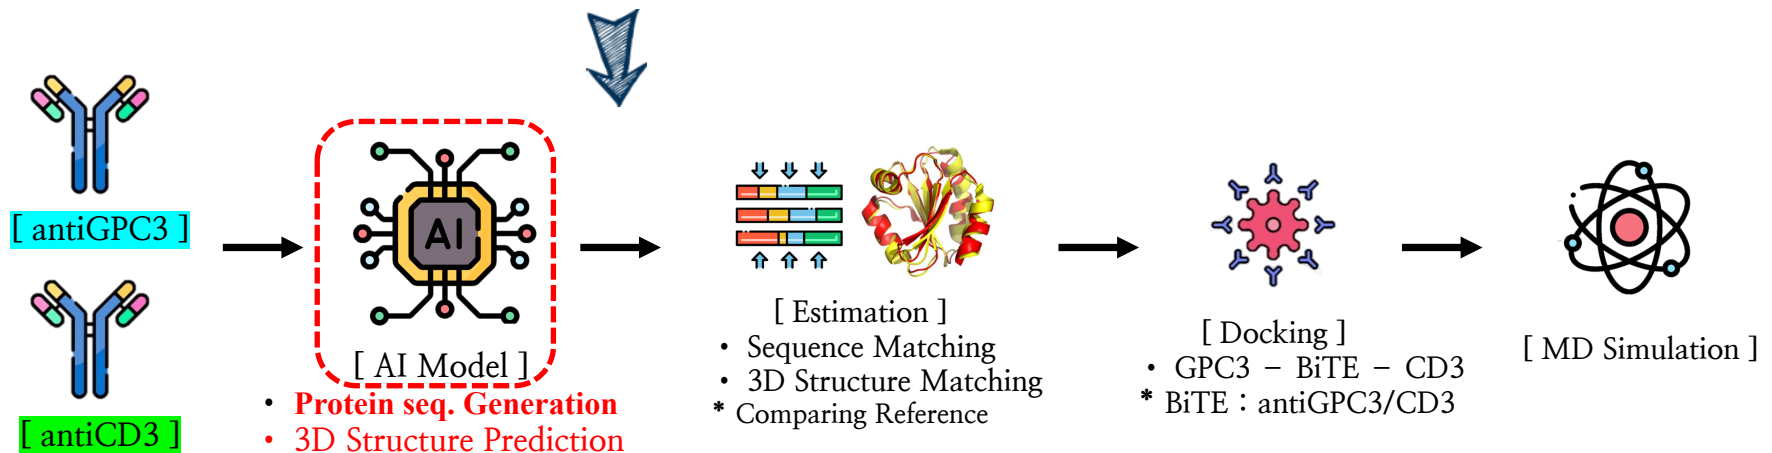 [ antiGPC3 ]
[ antiCD3 ]
AI
[ AI Model ]
• Protein seq. Generation
• 3D Structure Prediction
[ Estimation ]
• Sequence Matching
• 3D Structure Matching
* Comparing Reference
[ Docking ]
• GPC3 – BiTE – CD3
* BiTE : antiGPC3/CD3
[ MD Simulation ]